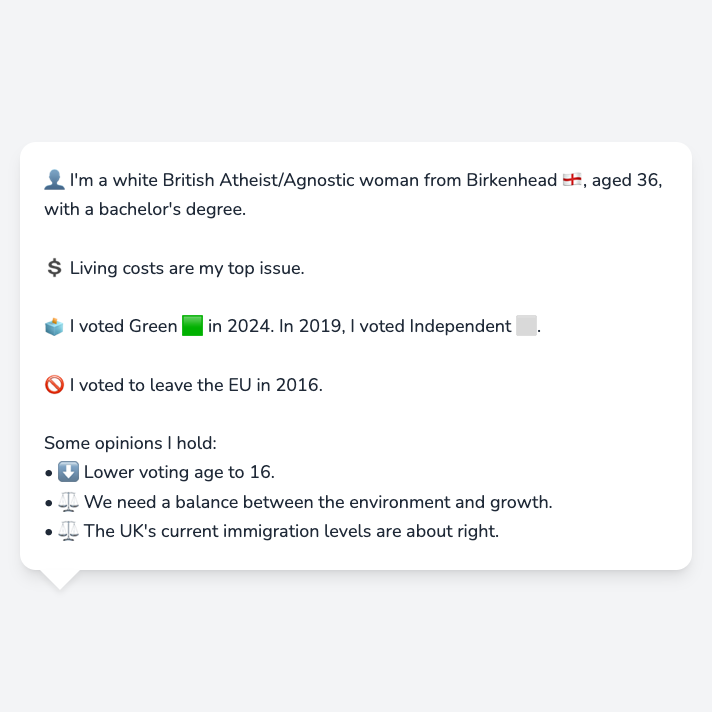 👤 I'm a white British Atheist/Agnostic woman from Birkenhead 🏴󠁧󠁢󠁥󠁮󠁧󠁿, aged 36,
with a bachelor's degree.
💲 Living costs are my top issue.
🗳️ I voted Green 🟩 in 2024. In 2019, I voted Independent ⬜.
🚫 I voted to leave the EU in 2016.
Some opinions I hold:
• ⬇️ Lower voting age to 16.
• ⚖️ We need a balance between the environment and growth.
• ⚖️ The UK's current immigration levels are about right.